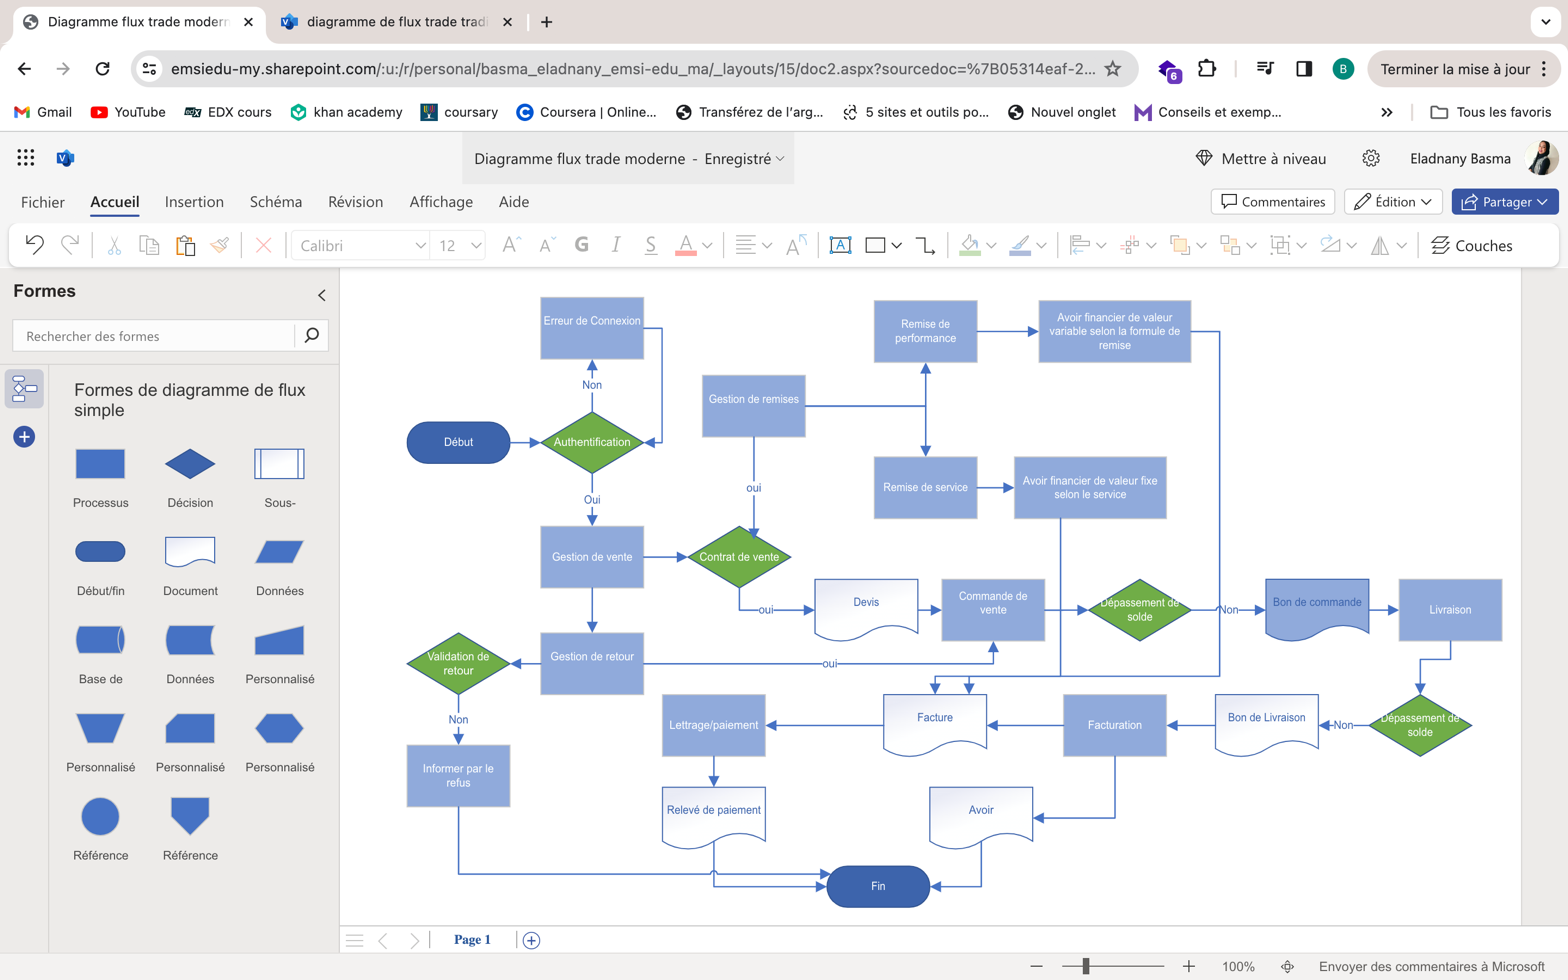 Diagramme flux trade modern
diagramme de flux trade tradi
emsiedu-my.sharepoint.com/:u:/r/personal/basma_eladnany_emsi-edu_ma/_layouts/15/doc2.aspx?sourcedoc=%7B05314eaf-2...
6
B
Terminer la mise à jour
Gmail
YouTube
EDX cours
khan academy
coursary
Coursera | Online...
Transférez de l'arg...
5 sites et outils po...
Nouvel onglet
Conseils et exemp...
»
Tous les favoris
Diagramme flux trade moderne - Enregistré
Mettre à niveau
Eladnany Basma
Fichier
Accueil
Insertion
Schéma
Révision
Affichage
Aide
Commentaires
Édition
Partager
Calibri
12
G
I
S
A
Couches
Formes
Rechercher des formes
Formes de diagramme de flux
simple
Processus
Décision
Sous-
Début/fin
Document
Données
Base de
Données
Personnalisé
Personnalisé
Personnalisé
Personnalisé
Référence
Référence
Erreur de Connexion
Remise de
performance
Avoir financier de valeur
variable selon la formule de
remise
Non
Gestion de remises
Début
Authentification
Remise de service
Avoir financier de valeur fixe
selon le service
oui
Oui
Gestion de vente
Contrat de vente
oui
Devis
Commande de
vente
Dépassement de
solde
Non
Bon de commande
Livraison
Validation de
retour
Gestion de retour
oui
Non
Lettrage/paiement
Facture
Facturation
Bon de Livraison
Non
Dépassement de
solde
Informer par le
refus
Relevé de paiement
Avoir
Fin
Page 1
100%
Envoyer des commentaires à Microsoft